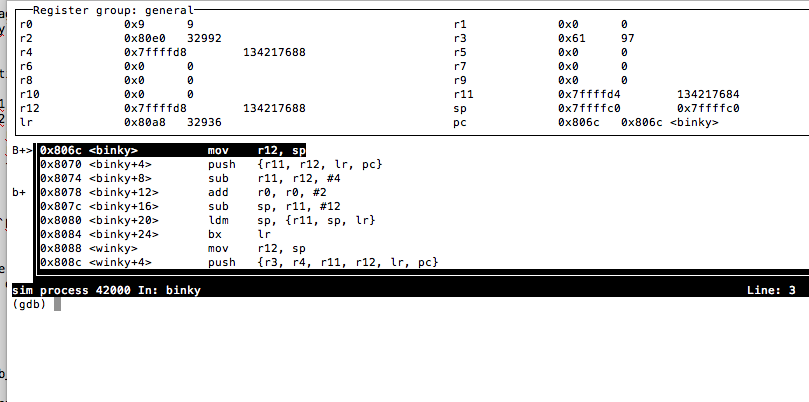 Register group: general
r0 0x9 9 r1 0x0 0
r2 0x80e0 32992 r3 0x61 97
r4 0x7ffffd8 134217688 r5 0x0 0
r6 0x0 0 r7 0x0 0
r8 0x0 0 r9 0x0 0
r10 0x0 0 r11 0x7ffffd4 134217684
r12 0x7ffffd8 134217688 sp 0x7ffffc0 0x7ffffc0
lr 0x80a8 32936 pc 0x806c 0x806c <binky>
B+> 0x806c <binky> mov r12, sp
0x8070 <binky+4> push {r11, r12, lr, pc}
0x8074 <binky+8> sub r11, r12, #4
b+ 0x8078 <binky+12> add r0, r0, #2
0x807c <binky+16> sub sp, r11, #12
0x8080 <binky+20> ldm sp, {r11, sp, lr}
0x8084 <binky+24> bx lr
0x8088 <winky> mov r12, sp
0x808c <winky+4> push {r3, r4, r11, r12, lr, pc}
sim process 42000 In: binky Line: 3
(gdb)